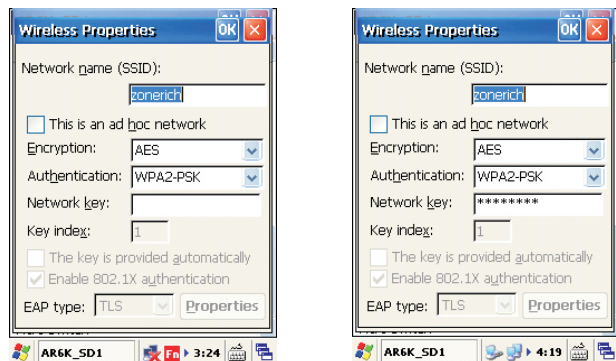 Wireless Properties OK
Network name (SSID):
zonerich
This is an ad hoc network
Encryption: AES
Authentication: WPA2-PSK
Network key:
Key index: 1
The key is provided automatically
Enable 802.1X authentication
EAP type: TLS Properties
AR6K_SD1 Fn 3:24
Wireless Properties OK
Network name (SSID):
zonerich
This is an ad hoc network
Encryption: AES
Authentication: WPA2-PSK
Network key: ********
Key index: 1
The key is provided automatically
Enable 802.1X authentication
EAP type: TLS Properties
AR6K_SD1 4:19